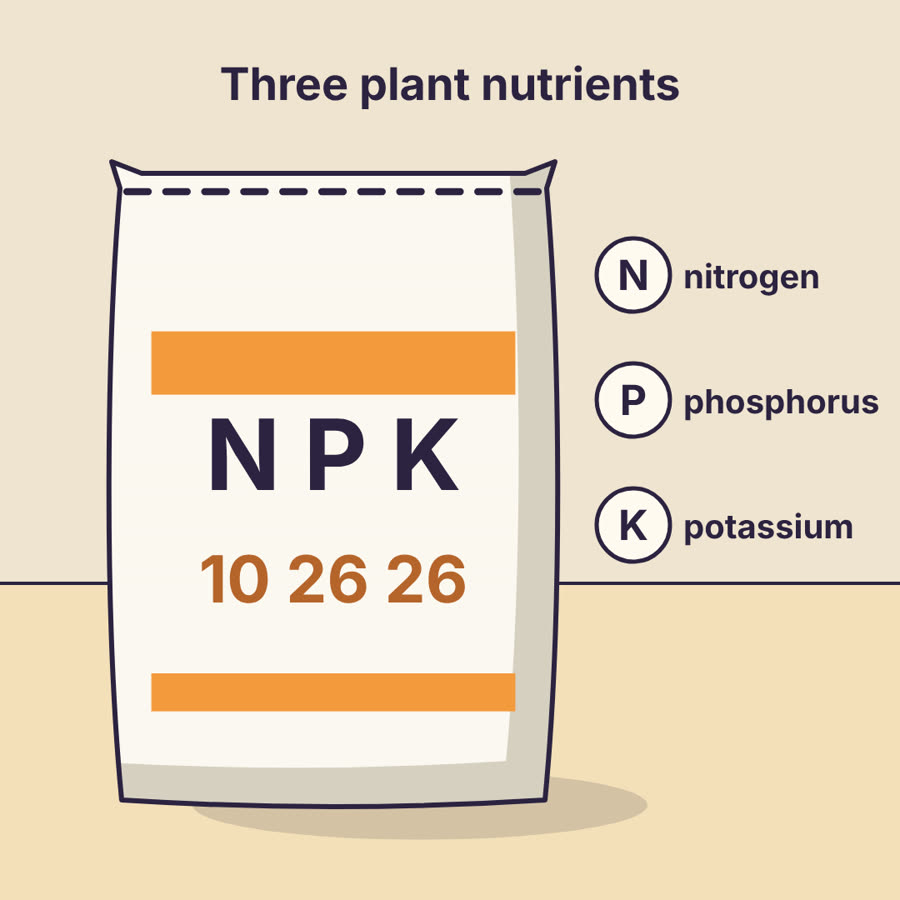 Three plant nutrients
N P K
10 26 26
N nitrogen
P phosphorus
K potassium